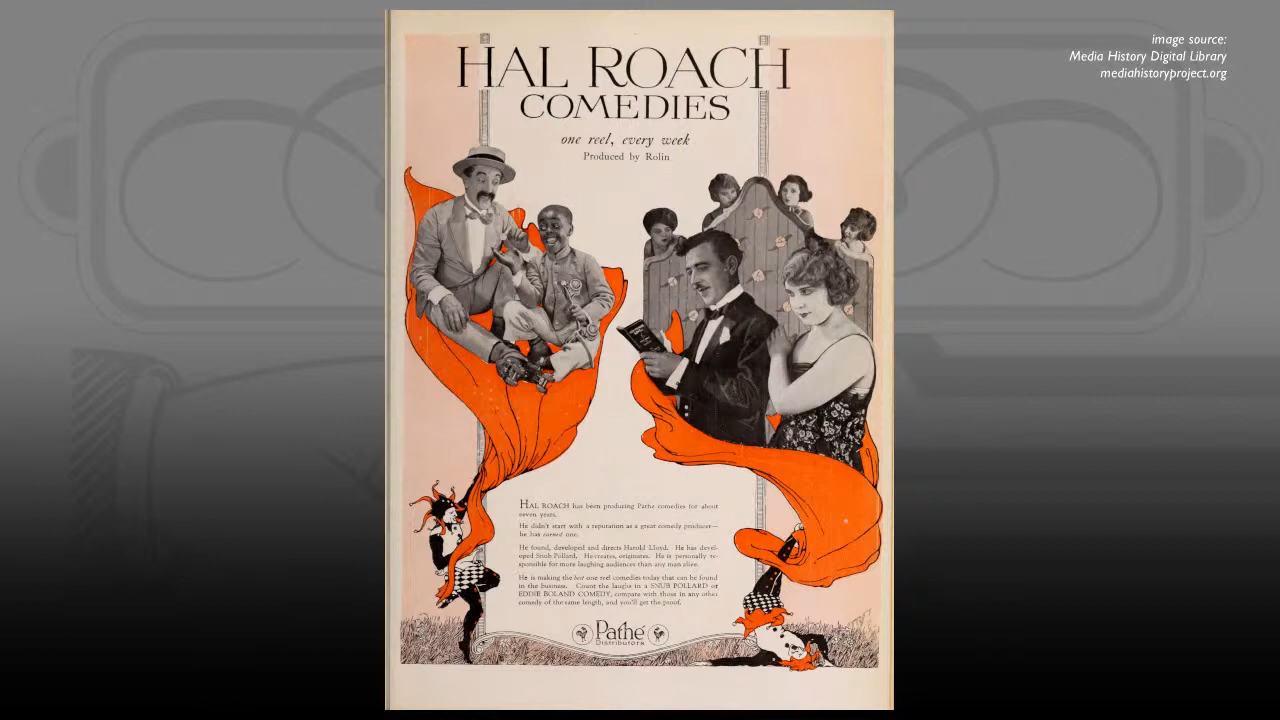 image source:
Media History Digital Library
mediahistoryproject.org
HAL ROACH
COMEDIES
one reel, every week
Produced by Rolin
HAL ROACH has been producing Pathe comedies for about
seven years.
He didn't start with a reputation as a great comedy producer—
he has earned one.
He found, developed and directs Harold Lloyd. He has devel-
oped Snub Pollard. He creates, originates. He is personally re-
sponsible for more laughing audiences than any man alive.
He is making the best one reel comedies today that can be found
in the business. Count the laughs in a SNUB POLLARD or
EDDIE BOLAND COMEDY, compare with those in any other
comedy of the same length, and you'll get the proof.
Pathé
Distributors